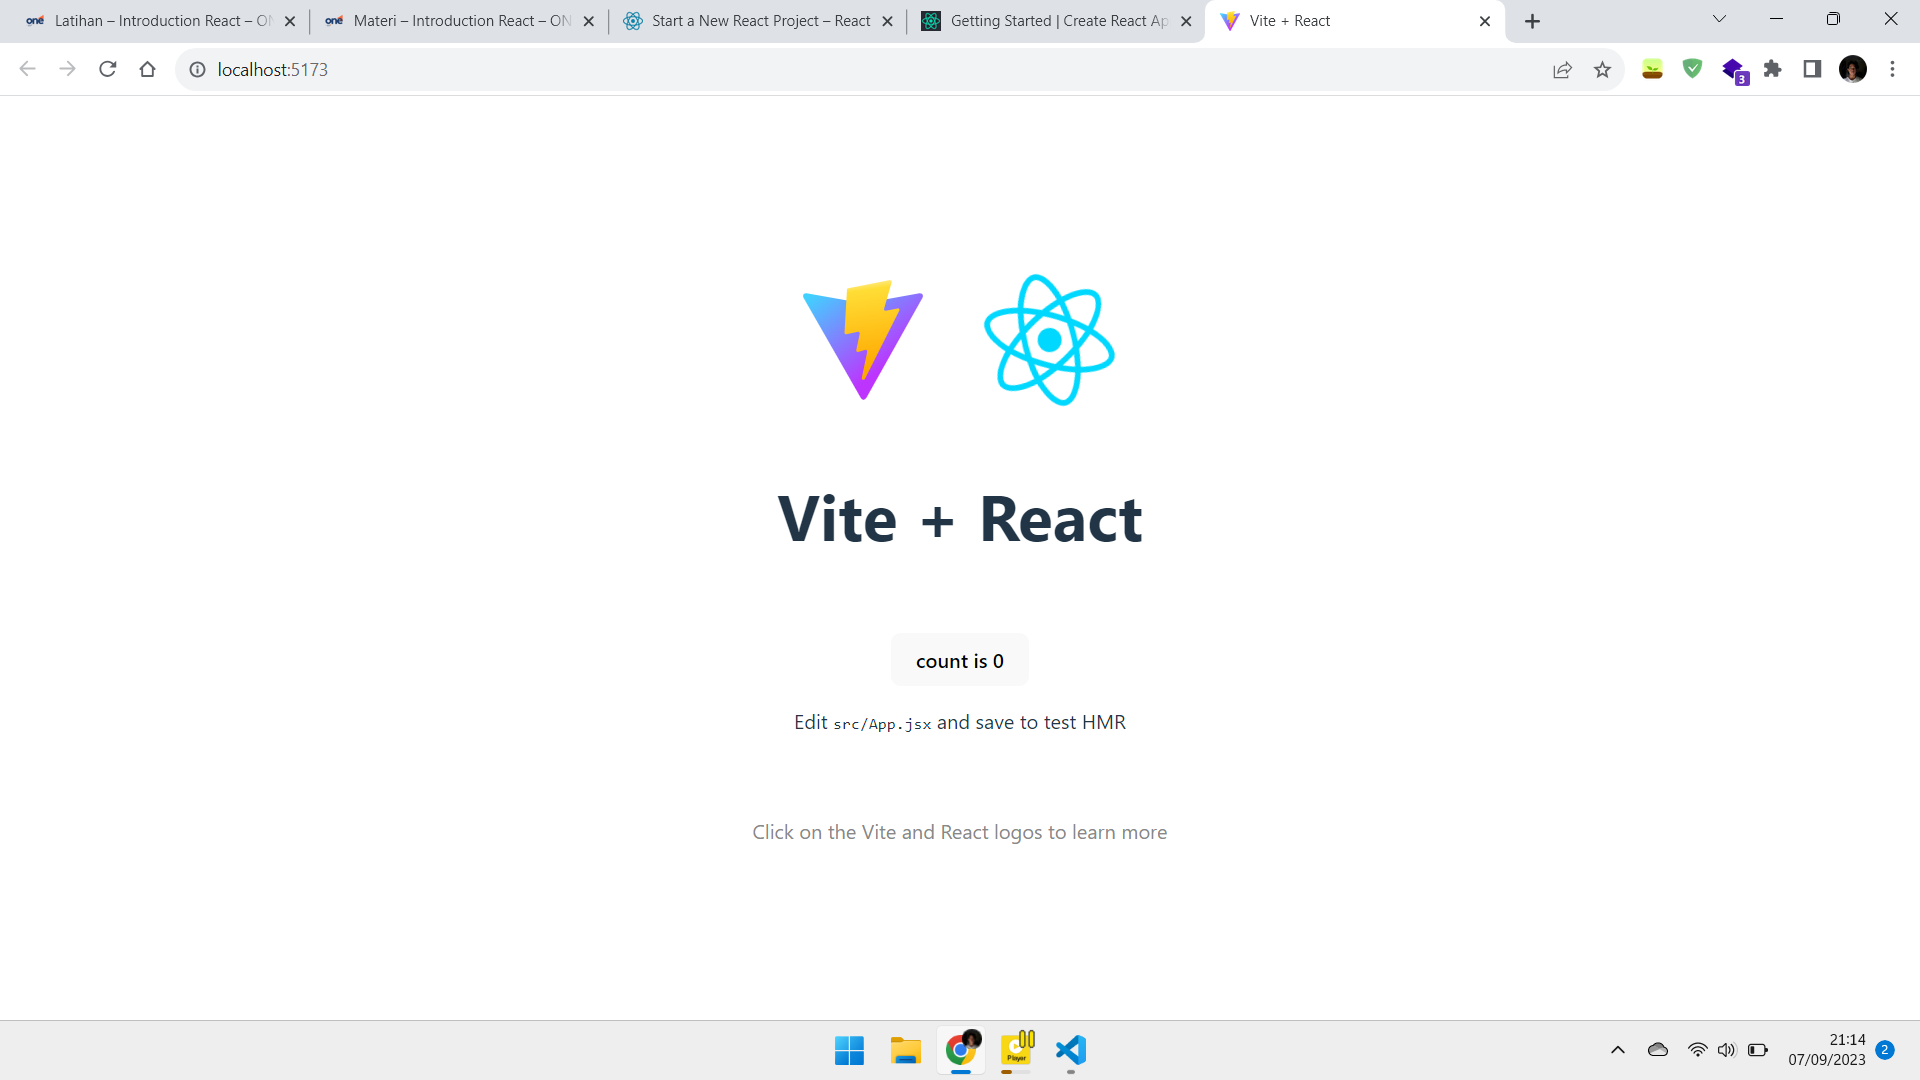 oné Latihan – Introduction React – ON
oné Materi – Introduction React – ON
Start a New React Project – React
Getting Started | Create React Ap
Vite + React
localhost:5173
3
Vite + React
count is 0
Edit src/App.jsx and save to test HMR
Click on the Vite and React logos to learn more
Player
21:14
07/09/2023
2